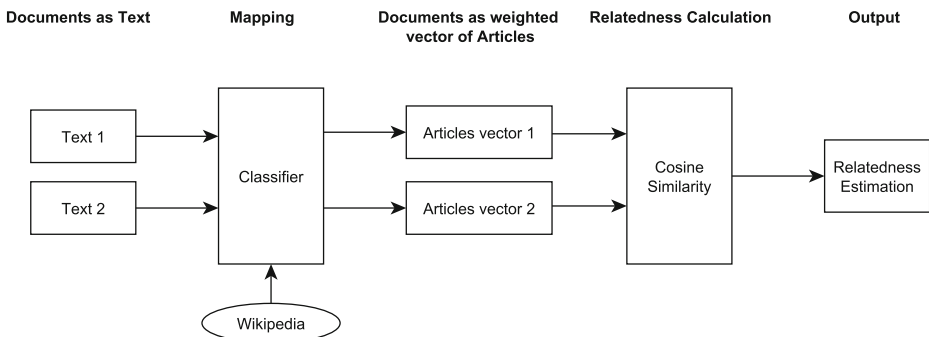 Documents as Text
Mapping
Documents as weighted
vector of Articles
Relatedness Calculation
Output
Text 1
Text 2
Classifier
Wikipedia
Articles vector 1
Articles vector 2
Cosine
Similarity
Relatedness
Estimation